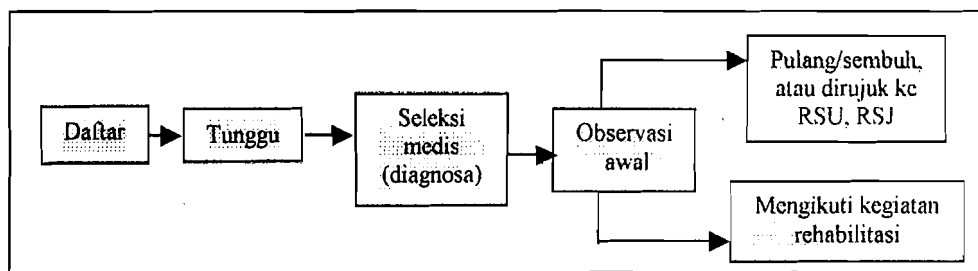 Daftar
Tunggu
Seleksi
medis
(diagnosa)
Observasi
awal
Pulang/sembuh,
atau dirujuk ke
RSU, RSJ
Mengikuti kegiatan
rehabilitasi